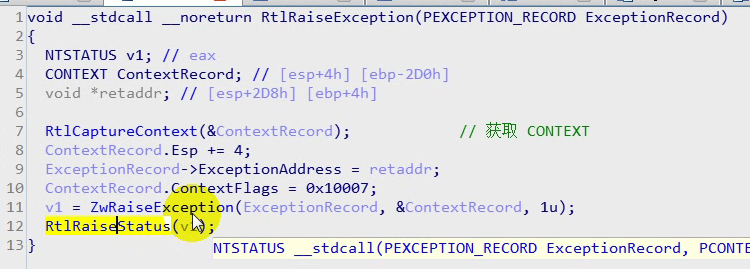 1 void __stdcall __noreturn RtlRaiseException(PEXCEPTION_RECORD ExceptionRecord)
2 {
3 NTSTATUS v1; // eax
4 CONTEXT ContextRecord; // [esp+4h] [ebp-2D0h]
5 void *retaddr; // [esp+2D8h] [ebp+4h]
6
7 RtlCaptureContext(&ContextRecord); // 获取 CONTEXT
8 ContextRecord.Esp += 4;
9 ExceptionRecord->ExceptionAddress = retaddr;
10 ContextRecord.ContextFlags = 0x10007;
11 v1 = ZwRaiseException(ExceptionRecord, &ContextRecord, 1u);
12 RtlRaiseStatus(v1);
13 }
NTSTATUS __stdcall(PEXCEPTION_RECORD ExceptionRecord, PCONTE